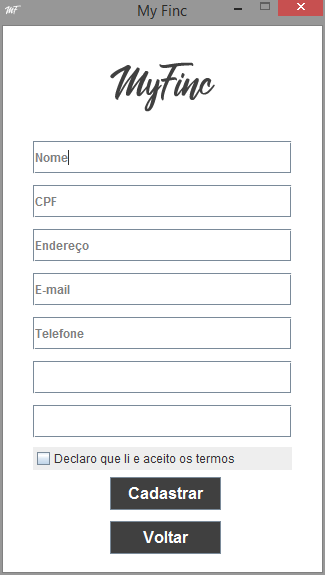 MF
My Finc
MyFinc
Nome
CPF
Endereço
E-mail
Telefone
Declaro que li e aceito os termos
Cadastrar
Voltar